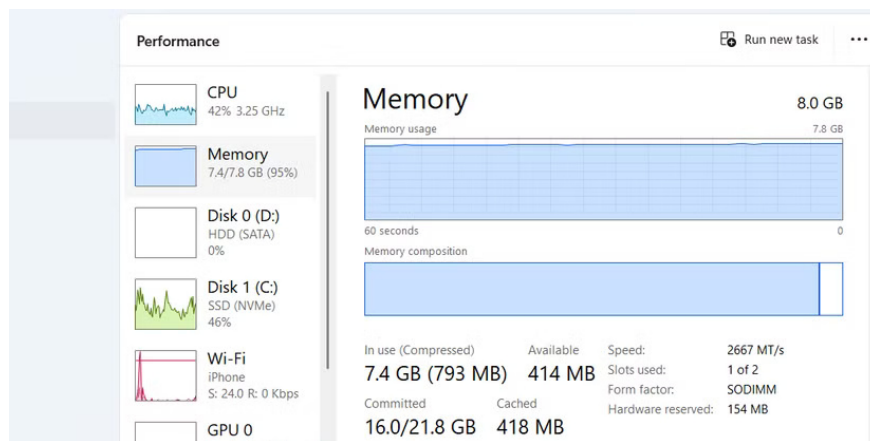 Performance
Run new task
CPU
42% 3.25 GHz
Memory
7.4/7.8 GB (95%)
Disk 0 (D:)
HDD (SATA)
0%
Disk 1 (C:)
SSD (NVMe)
46%
Wi-Fi
iPhone
S: 24.0 R: 0 Kbps
GPU 0
Memory 8.0 GB
Memory usage 7.8 GB
60 seconds 0
Memory composition
In use (Compressed) Available
7.4 GB (793 MB) 414 MB
Committed Cached
16.0/21.8 GB 418 MB
Speed: 2667 MT/s
Slots used: 1 of 2
Form factor: SODIMM
Hardware reserved: 154 MB